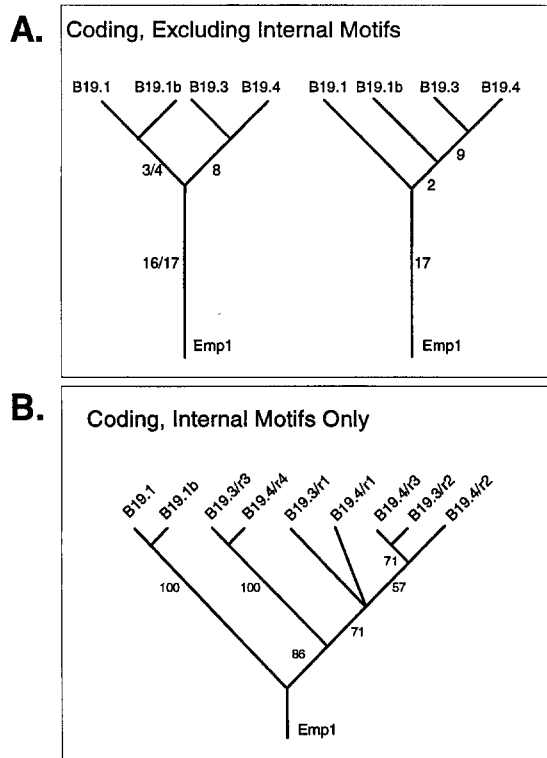 A.
Coding, Excluding Internal Motifs
B19.1 B19.1b B19.3 B19.4 B19.1 B19.1b B19.3 B19.4
3/4 8 2 9
16/17 17
Emp1 Emp1
B.
Coding, Internal Motifs Only
B19.1 B19.1b B19.3/r3 B19.4/r4 B19.3/r1 B19.4/r1 B19.4/r3 B19.3/r2 B19.4/r2
71
100 100 57
71
86
Emp1